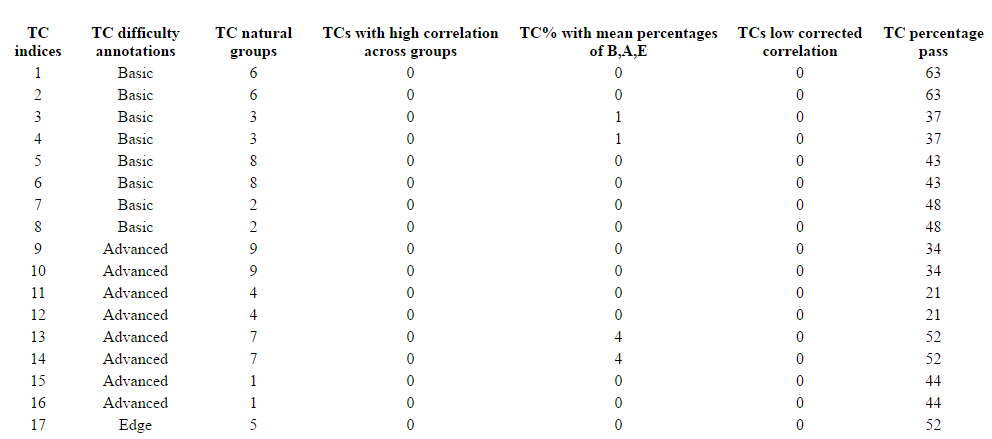 TC indices TC difficulty annotations TC natural groups TCs with high correlation across groups TC% with mean percentages of B,A,E TCs low corrected correlation TC percentage pass
1 Basic 6 0 0 0 63
2 Basic 6 0 0 0 63
3 Basic 3 0 1 0 37
4 Basic 3 0 1 0 37
5 Basic 8 0 0 0 43
6 Basic 8 0 0 0 43
7 Basic 2 0 0 0 48
8 Basic 2 0 0 0 48
9 Advanced 9 0 0 0 34
10 Advanced 9 0 0 0 34
11 Advanced 4 0 0 0 21
12 Advanced 4 0 0 0 21
13 Advanced 7 0 4 0 52
14 Advanced 7 0 4 0 52
15 Advanced 1 0 0 0 44
16 Advanced 1 0 0 0 44
17 Edge 5 0 0 0 52